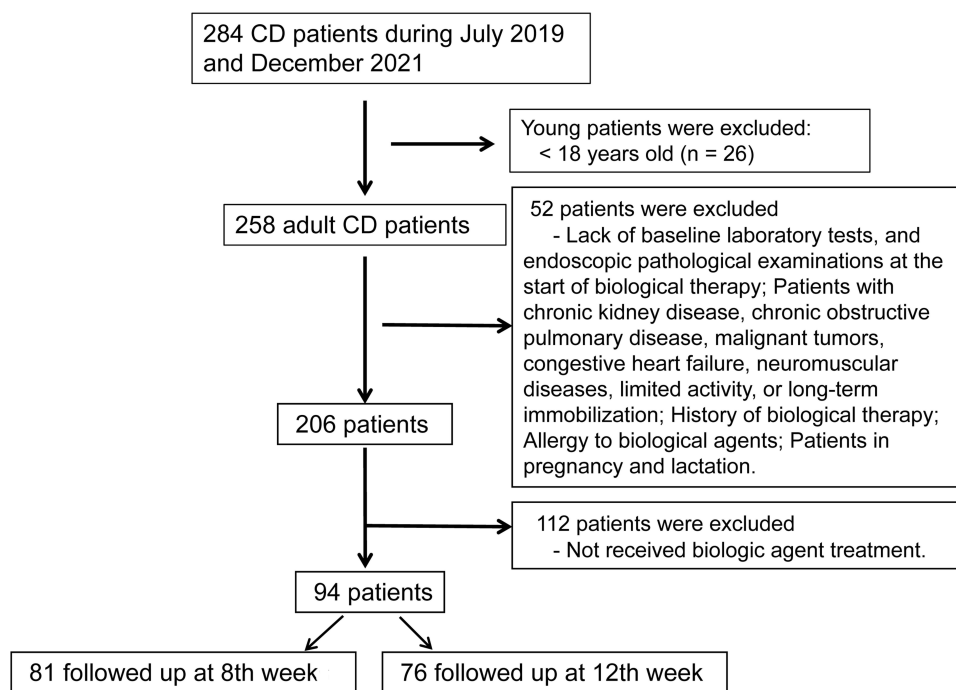 284 CD patients during July 2019
and December 2021
Young patients were excluded:
< 18 years old (n = 26)
258 adult CD patients
52 patients were excluded
- Lack of baseline laboratory tests, and
endoscopic pathological examinations at the
start of biological therapy; Patients with
chronic kidney disease, chronic obstructive
pulmonary disease, malignant tumors,
congestive heart failure, neuromuscular
diseases, limited activity, or long-term
immobilization; History of biological therapy;
Allergy to biological agents; Patients in
pregnancy and lactation.
206 patients
112 patients were excluded
- Not received biologic agent treatment.
94 patients
81 followed up at 8th week
76 followed up at 12th week